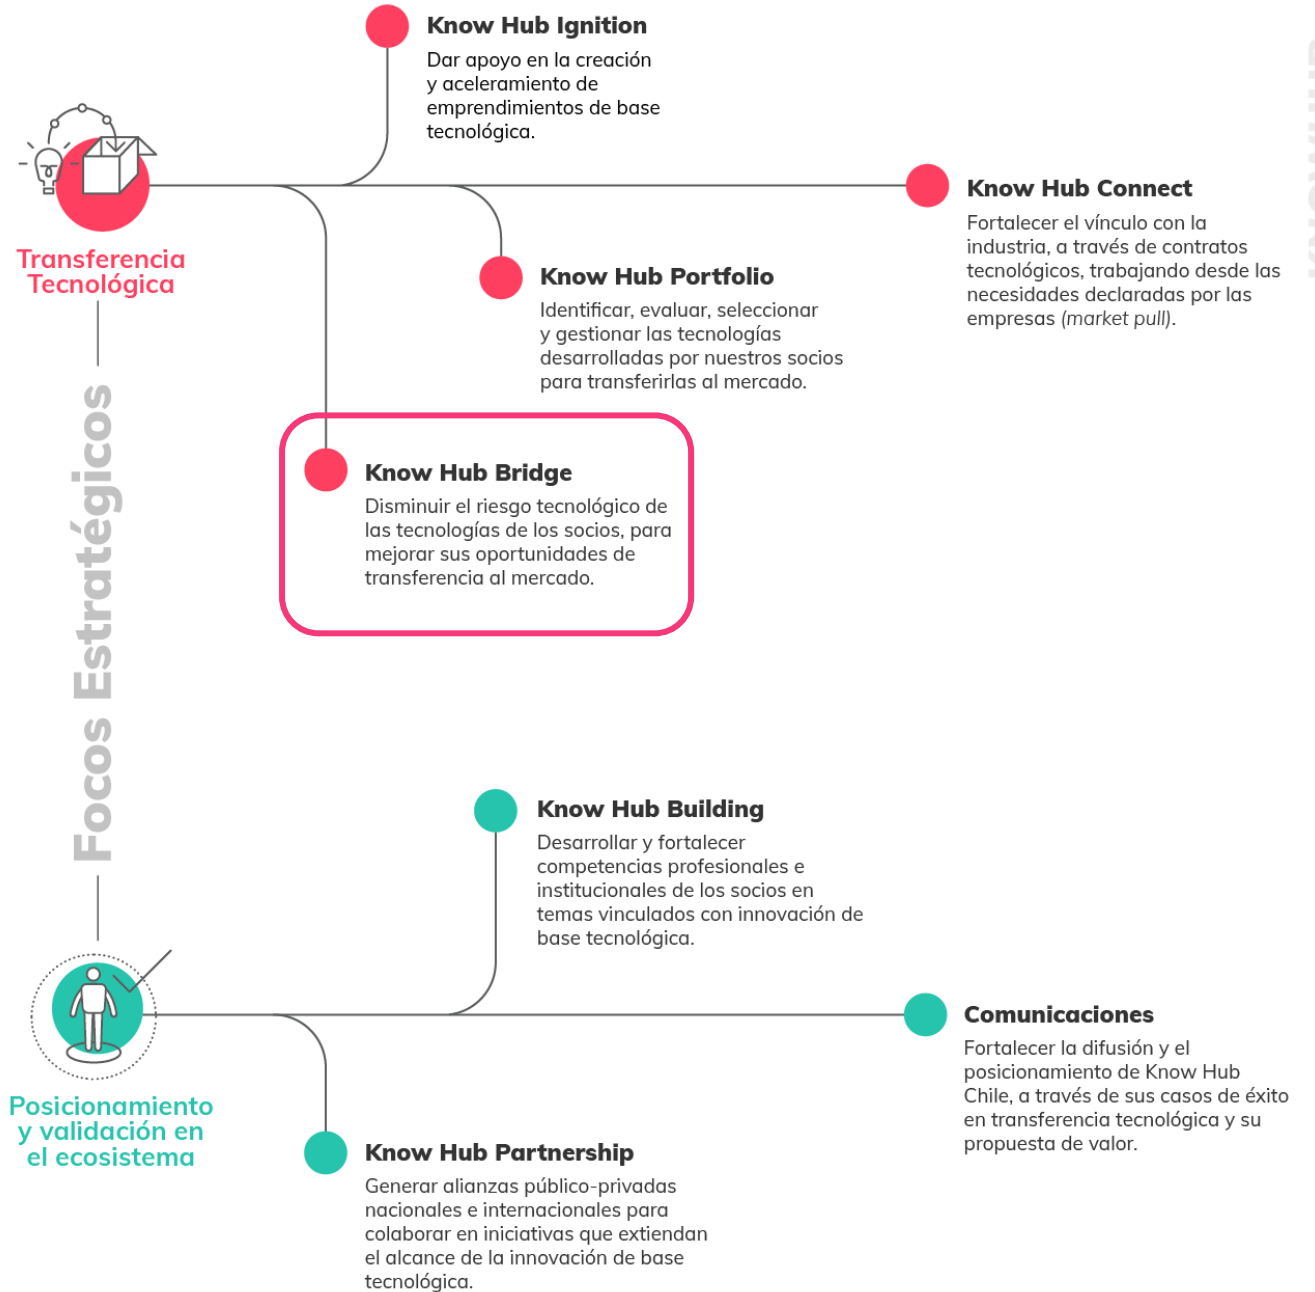 Know Hub Ignition
Dar apoyo en la creación
y aceleramiento de
emprendimientos de base
tecnológica.
Transferencia
Tecnológica
Know Hub Connect
Fortalecer el vínculo con la
industria, a través de contratos
tecnológicos, trabajando desde las
necesidades declaradas por las
empresas (market pull).
Know Hub Portfolio
Identificar, evaluar, seleccionar
y gestionar las tecnologías
desarrolladas por nuestros socios
para transferirlas al mercado.
Know Hub Bridge
Disminuir el riesgo tecnológico de
las tecnologías de los socios, para
mejorar sus oportunidades de
transferencia al mercado.
Focos Estratégicos
Know Hub Building
Desarrollar y fortalecer
competencias profesionales e
institucionales de los socios en
temas vinculados con innovación de
base tecnológica.
Posicionamiento
y validación en
el ecosistema
Comunicaciones
Fortalecer la difusión y el
posicionamiento de Know Hub
Chile, a través de sus casos de éxito
en transferencia tecnológica y su
propuesta de valor.
Know Hub Partnership
Generar alianzas público-privadas
nacionales e internacionales para
colaborar en iniciativas que extiendan
el alcance de la innovación de base
tecnológica.